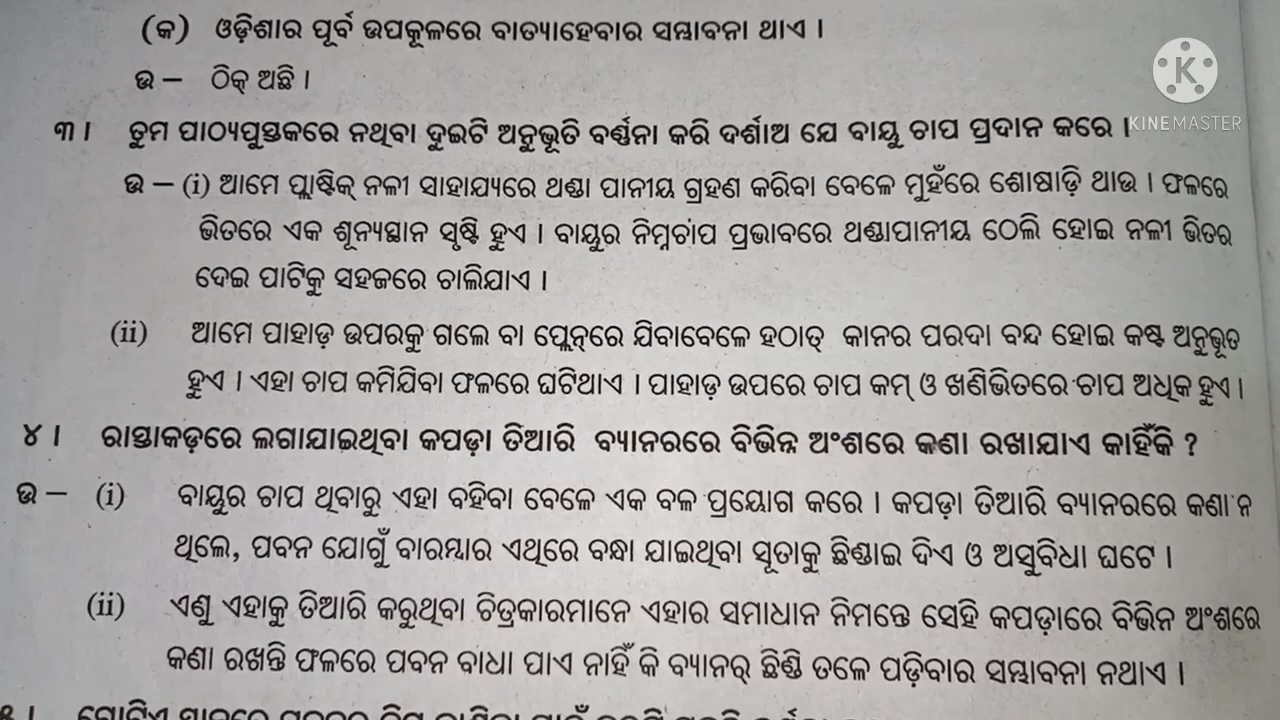 (କ) ଓଡ଼ିଶାର ପୂର୍ବ ଉପକୂଳରେ ବାତ୍ୟାହେବାର ସମ୍ଭାବନା ଥାଏ ।
ଉ – ଠିକ୍ ଅଛି ।
୩। ତୁମ ପାଠ୍ୟପୁସ୍ତକରେ ନଥିବା ଦୁଇଟି ଅନୁଭୂତି ବର୍ଣ୍ଣନା କରି ଦର୍ଶାଅ ଯେ ବାୟୁ ଚାପ ପ୍ରଦାନ କରେ ।
ଉ – (i) ଆମେ ପ୍ଲାଷ୍ଟିକ୍ ନଳୀ ସାହାଯ୍ୟରେ ଥଣ୍ଡା ପାନୀୟ ଗ୍ରହଣ କରିବା ବେଳେ ମୁହଁରେ ଶୋଷାଡ଼ି ଥାଉ । ଫଳରେ
ଭିତରେ ଏକ ଶୂନ୍ୟସ୍ଥାନ ସୃଷ୍ଟି ହୁଏ । ବାୟୁର ନିମ୍ନଚାପ ପ୍ରଭାବରେ ଥଣ୍ଡାପାନୀୟ ଠେଲି ହୋଇ ନଳୀ ଭିତର
ଦେଇ ପାଟିକୁ ସହଜରେ ଚାଲିଯାଏ ।
(ii) ଆମେ ପାହାଡ଼ ଉପରକୁ ଗଲେ ବା ପ୍ଲେନ୍‌ରେ ଯିବାବେଳେ ହଠାତ୍ କାନର ପରଦା ବନ୍ଦ ହୋଇ କଷ୍ଟ ଅନୁଭୂତ
ହୁଏ । ଏହା ଚାପ କମିଯିବା ଫଳରେ ଘଟିଥାଏ । ପାହାଡ଼ ଉପରେ ଚାପ କମ୍ ଓ ଖଣିଭିତରେ ଚାପ ଅଧିକ ହୁଏ ।
୪। ରାସ୍ତାକଡ଼ରେ ଲଗାଯାଇଥିବା କପଡ଼ା ତିଆରି ବ୍ୟାନରରେ ବିଭିନ୍ନ ଅଂଶରେ କଣା ରଖାଯାଏ କାହିଁକି ?
ଉ – (i) ବାୟୁର ଚାପ ଥିବାରୁ ଏହା ବହିବା ବେଳେ ଏକ ବଳ ପ୍ରୟୋଗ କରେ । କପଡ଼ା ତିଆରି ବ୍ୟାନରରେ କଣା ନ
ଥିଲେ, ପବନ ଯୋଗୁଁ ବାରମ୍ବାର ଏଥିରେ ବନ୍ଧା ଯାଇଥିବା ସୂତାକୁ ଛିଣ୍ଡାଇ ଦିଏ ଓ ଅସୁବିଧା ଘଟେ ।
(ii) ଏଣୁ ଏହାକୁ ତିଆରି କରୁଥିବା ଚିତ୍ରକାରମାନେ ଏହାର ସମାଧାନ ନିମନ୍ତେ ସେହି କପଡ଼ାରେ ବିଭିନ ଅଂଶରେ
କଣା ରଖନ୍ତି ଫଳରେ ପବନ ବାଧା ପାଏ ନାହିଁ କି ବ୍ୟାନର୍ ଛିଣ୍ଡି ତଳେ ପଡ଼ିବାର ସମ୍ଭାବନା ନଥାଏ ।
KINEMASTER